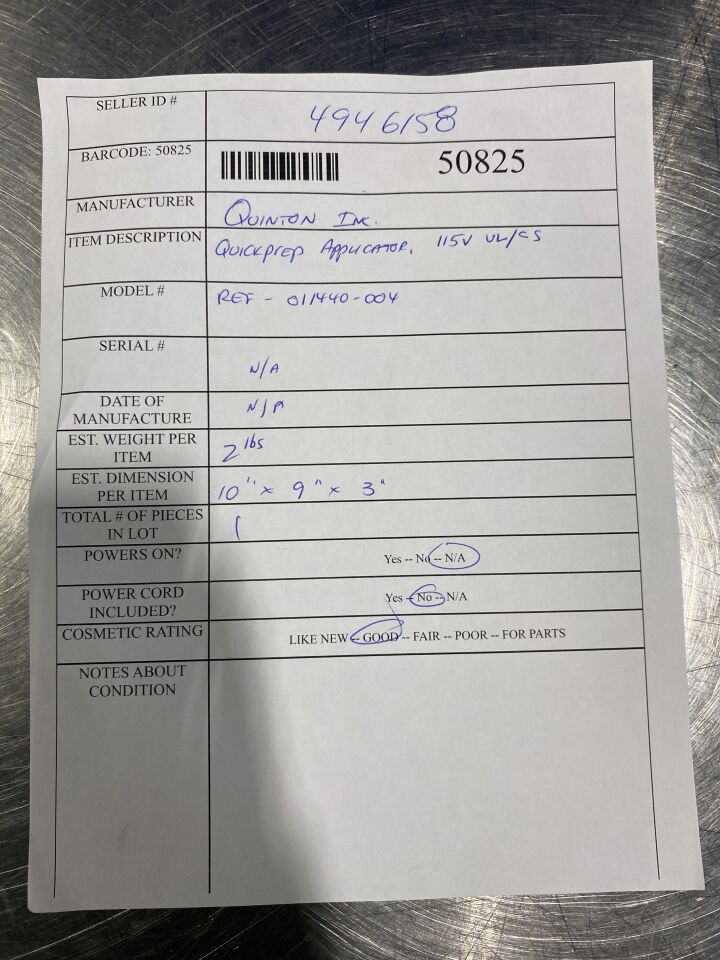 SELLER ID # 4946158
BARCODE: 50825 50825
MANUFACTURER QUINTON INC.
ITEM DESCRIPTION QUICKPREP APPLICATOR, 115V UL/CS
MODEL # REF - 011440-004
SERIAL # N/A
DATE OF
MANUFACTURE N/A
EST. WEIGHT PER
ITEM 2 lbs
EST. DIMENSION
PER ITEM 10" x 9" x 3"
TOTAL # OF PIECES
IN LOT 1
POWERS ON? Yes -- No -- N/A
POWER CORD
INCLUDED? Yes -- No -- N/A
COSMETIC RATING LIKE NEW -- GOOD -- FAIR -- POOR -- FOR PARTS
NOTES ABOUT
CONDITION